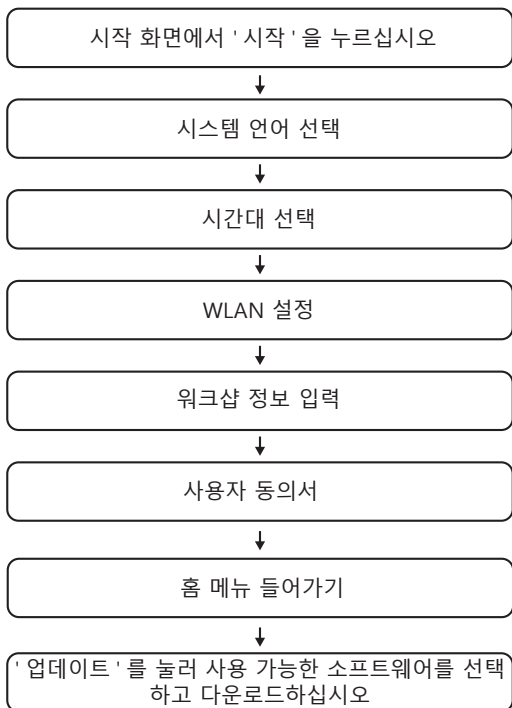 시작 화면에서 ' 시작 ' 을 누르십시오
시스템 언어 선택
시간대 선택
WLAN 설정
워크샵 정보 입력
사용자 동의서
홈 메뉴 들어가기
' 업데이트 ' 를 눌러 사용 가능한 소프트웨어를 선택
하고 다운로드하십시오